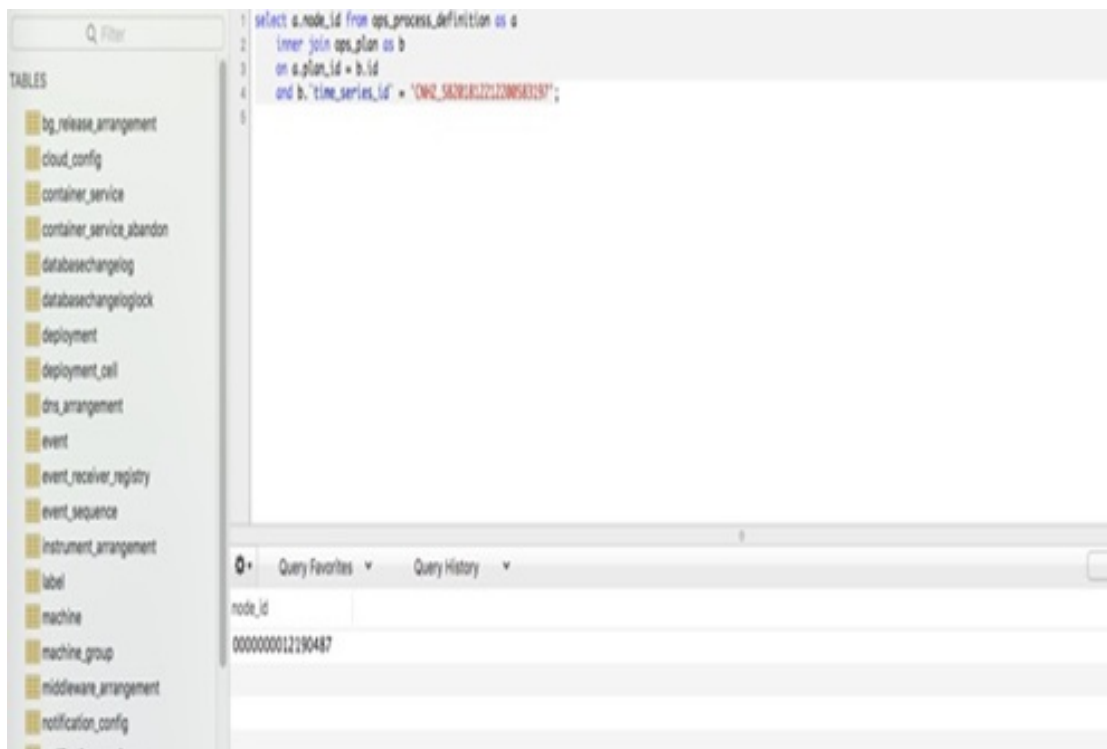 Filter
TABLES
bg_release_arrangement
cloud_config
container_service
container_service_abandon
databasechangelog
databasechangeloglock
deployment
deployment_cell
dns_arrangement
event
event_receiver_registry
event_sequence
instrument_arrangement
label
machine
machine_group
middleware_arrangement
notification_config
1 select a.node_id from ops_process_definition as a
2 inner join ops_plan as b
3 on a.plan_id = b.id
4 and b.`time_series_id` =
5
Query Favorites
Query History
node_id
0000000012190487